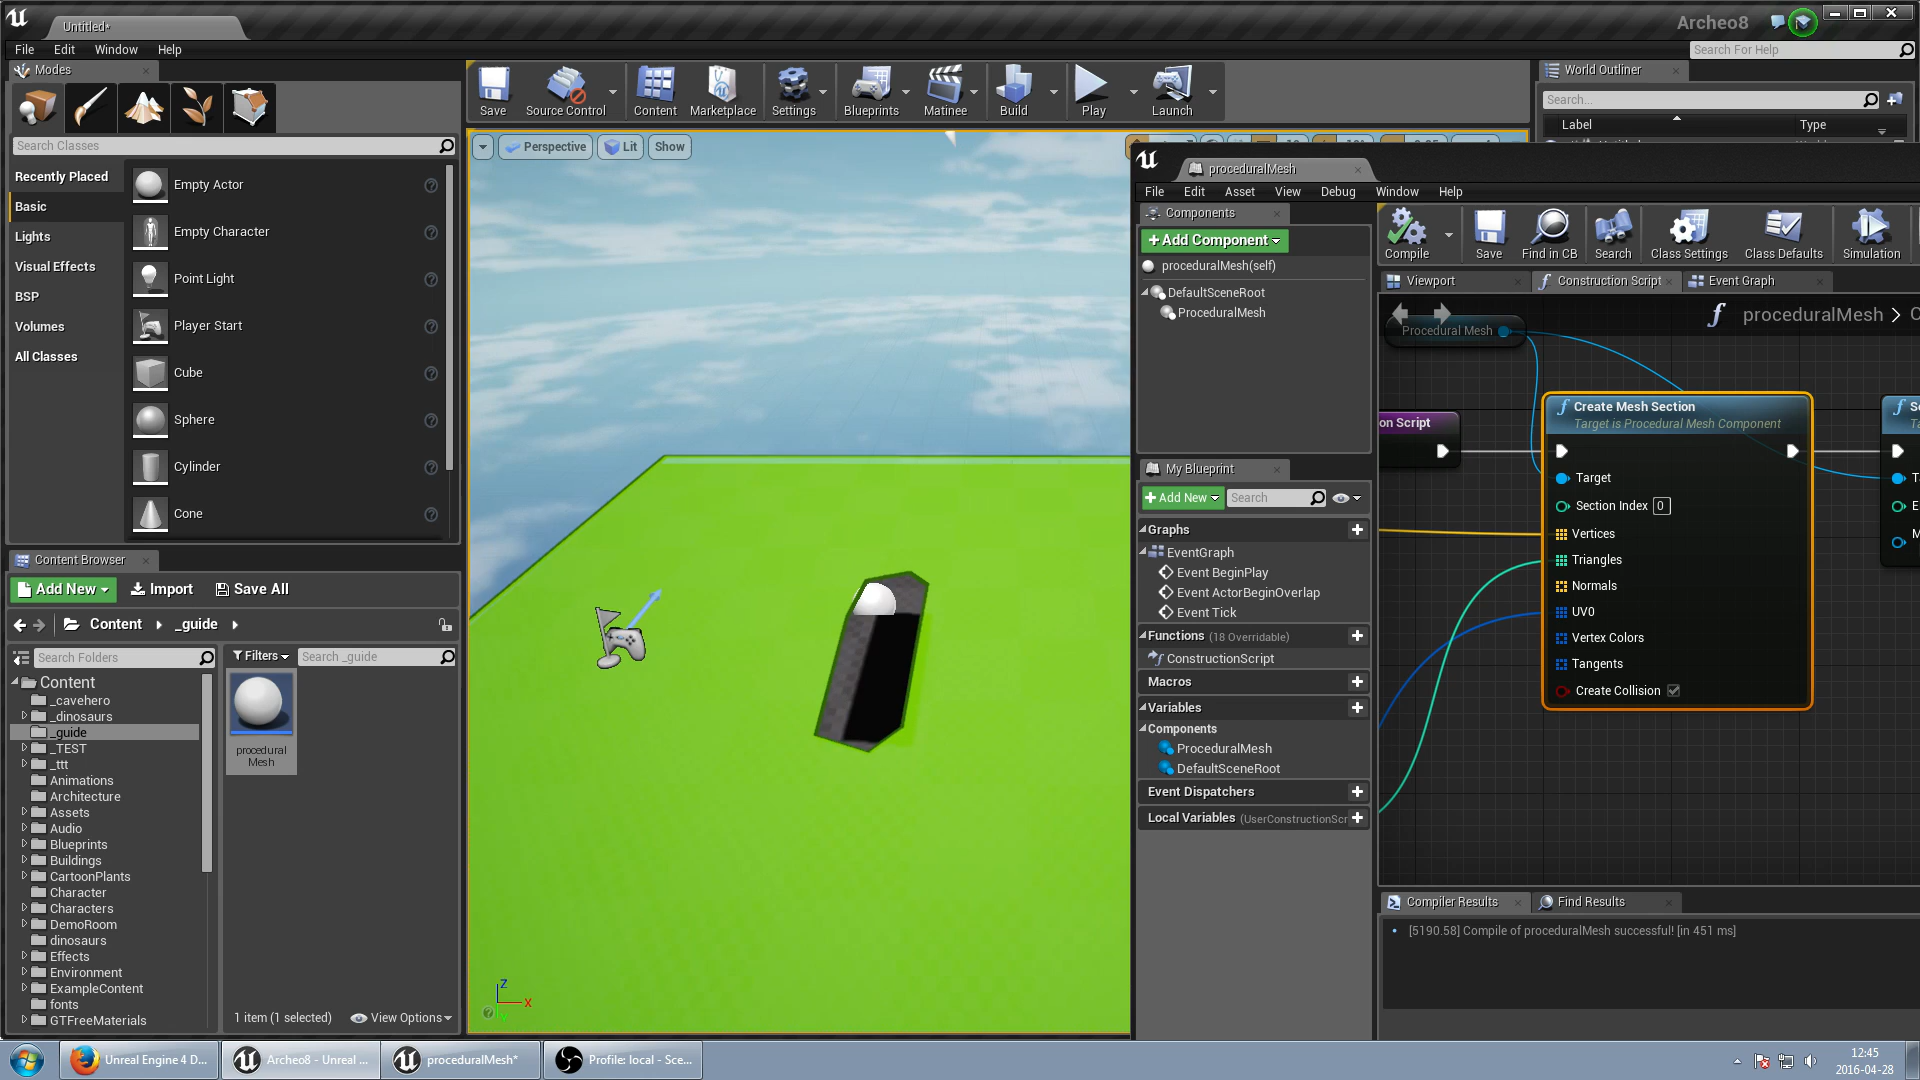 Untitled*
Archeo8
File Edit Window Help
Search For Help
Modes
World Outliner
Save
Source Control
Content
Marketplace
Settings
Blueprints
Matinee
Build
Play
Launch
Search...
Label
Type
Search Classes
Perspective
Lit
Show
Recently Placed
Basic
Lights
Visual Effects
BSP
Volumes
All Classes
Empty Actor
Empty Character
Point Light
Player Start
Cube
Sphere
Cylinder
Cone
Content Browser
Add New
Import
Save All
Content
_guide
Search Folders
Filters
Search _guide
Content
_cavehero
_dinosaurs
_guide
_TEST
_ttt
Animations
Architecture
Assets
Audio
Blueprints
Buildings
CartoonPlants
Character
Characters
DemoRoom
dinosaurs
Effects
Environment
ExampleContent
fonts
GTFreeMaterials
procedural
Mesh
1 item (1 selected)
View Options
Z
X
proceduralMesh
File Edit Asset View Debug Window Help
Components
+Add Component
proceduralMesh(self)
DefaultSceneRoot
ProceduralMesh
Compile
Save
Find in CB
Search
Class Settings
Class Defaults
Simulation
Viewport
Construction Script
Event Graph
proceduralMesh >
Procedural Mesh
on Script
Create Mesh Section
Target is Procedural Mesh Component
Target
Section Index 0
Vertices
Triangles
Normals
UV0
Vertex Colors
Tangents
Create Collision
My Blueprint
+Add New
Search
Graphs
EventGraph
Event BeginPlay
Event ActorBeginOverlap
Event Tick
Functions (18 Overridable)
ConstructionScript
Macros
Variables
Components
ProceduralMesh
DefaultSceneRoot
Event Dispatchers
Local Variables (UserConstructionScr
Compiler Results
Find Results
[5190.58] Compile of proceduralMesh successful! [in 451 ms]
Unreal Engine 4 D...
Archeo8 - Unreal ...
proceduralMesh*
Profile: local - Sce...
12:45
2016-04-28